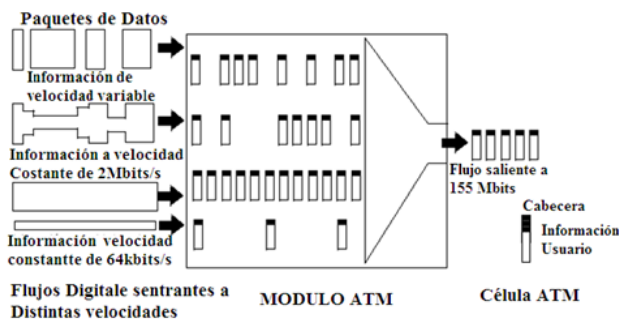 Paquetes de Datos
Información de
velocidad variable
Información a velocidad
Costante de 2Mbits/s
Información velocidad
constantte de 64kbits/s
Flujos Digitale sentrantes a
Distintas velocidades
MODULO ATM
Flujo saliente a
155 Mbits
Cabecera
Información
Usuario
Célula ATM